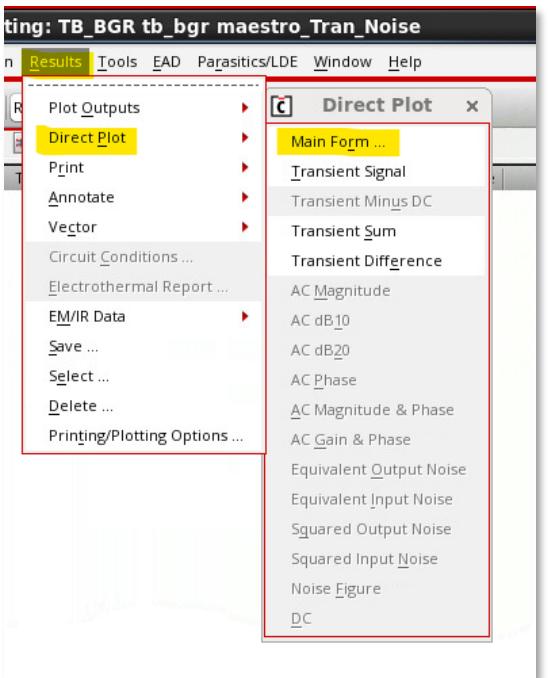 ting: TB_BGR tb_bgr maestro_Tran_Noise
n Results Tools EAD Parasitics/LDE Window Help
R
Plot Outputs
Direct Plot
Print
Annotate
Vector
Circuit Conditions ...
Electrothermal Report ...
EM/IR Data
Save ...
Select ...
Delete ...
Printing/Plotting Options ...
Direct Plot
Main Form ...
Transient Signal
Transient Minus DC
Transient Sum
Transient Difference
AC Magnitude
AC dB10
AC dB20
AC Phase
AC Magnitude & Phase
AC Gain & Phase
Equivalent Output Noise
Equivalent Input Noise
Squared Output Noise
Squared Input Noise
Noise Figure
DC